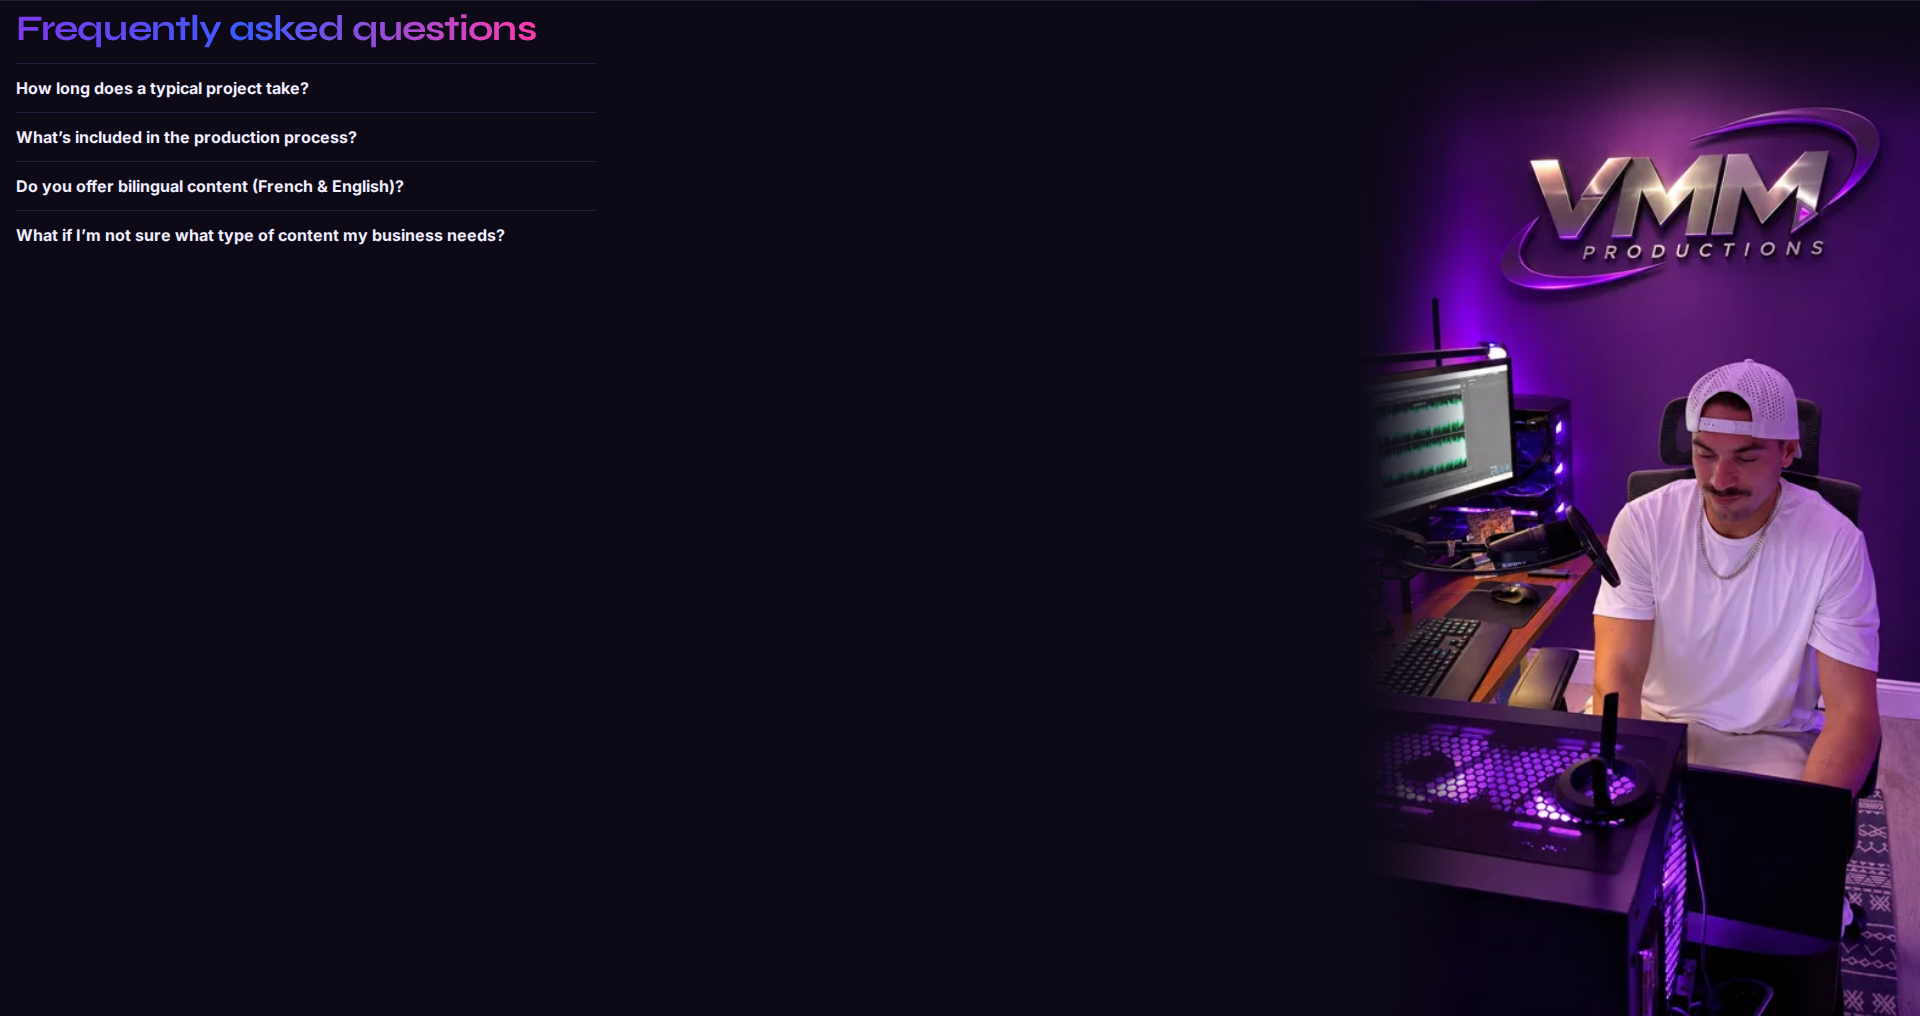 Frequently asked questions
How long does a typical project take?
What’s included in the production process?
Do you offer bilingual content (French & English)?
What if I’m not sure what type of content my business needs?
VMM
PRODUCTIONS